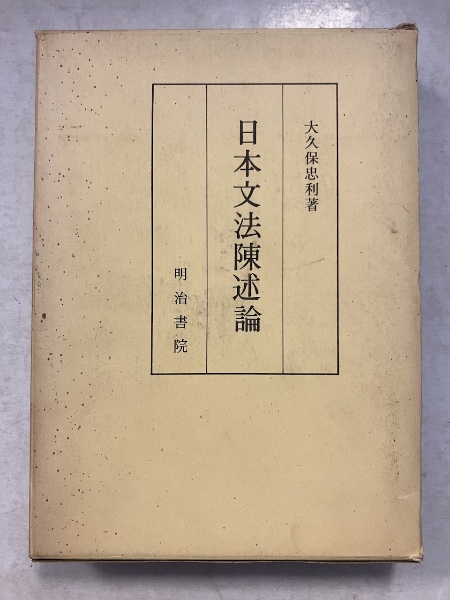 大久保忠利著
日本文法陳述論
明治書院